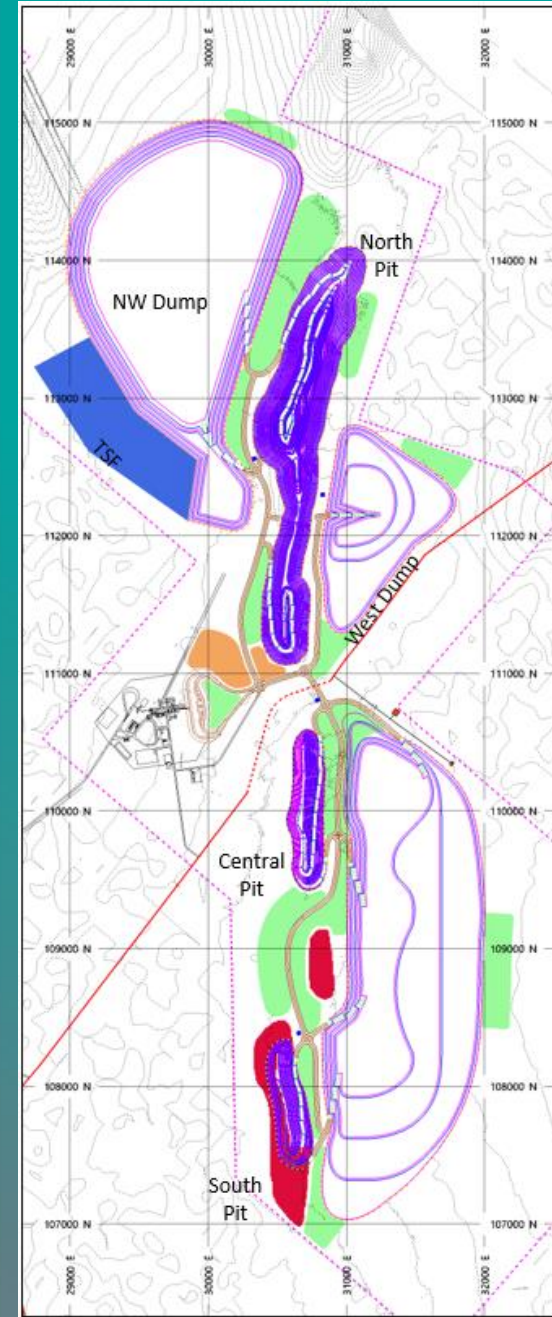 29000 E
30000 E
31000 E
32000 E
115000 N
115000 N
North
Pit
114000 N
114000 N
NW Dump
113000 N
113000 N
TSF
112000 N
112000 N
West Dump
111000 N
111000 N
110000 N
110000 N
Central
Pit
109000 N
109000 N
108000 N
108000 N
South
Pit
107000 N
107000 N
29000 E
30000 E
31000 E
32000 E